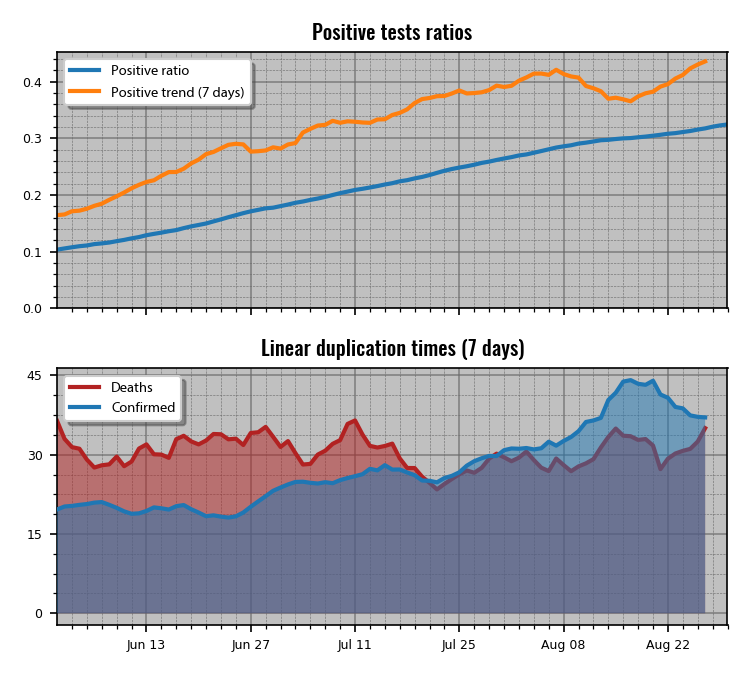 Positive tests ratios
Positive ratio
Positive trend (7 days)
0.4
0.3
0.2
0.1
0.0
Linear duplication times (7 days)
Deaths
Confirmed
45
30
15
0
Jun 13 Jun 27 Jul 11 Jul 25 Aug 08 Aug 22